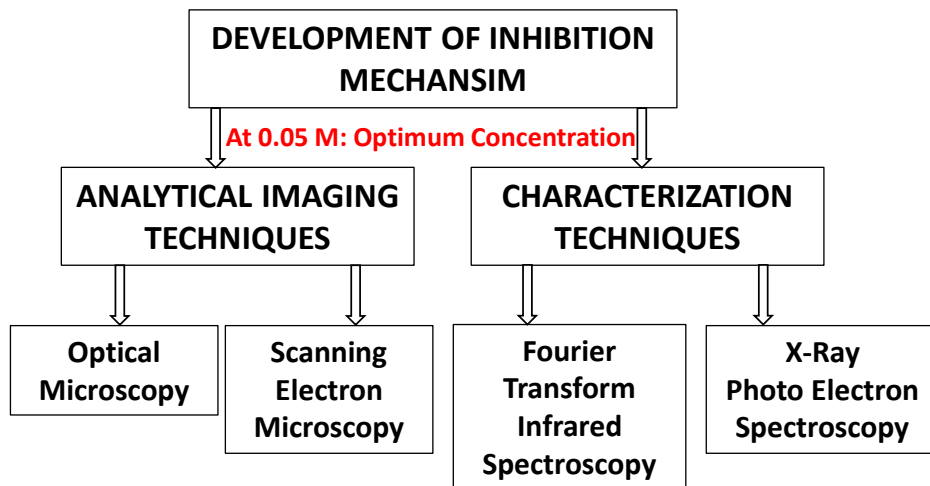 DEVELOPMENT OF INHIBITION
MECHANSIM
At 0.05 M: Optimum Concentration
ANALYTICAL IMAGING
TECHNIQUES
CHARACTERIZATION
TECHNIQUES
Optical
Microscopy
Scanning
Electron
Microscopy
Fourier
Transform
Infrared
Spectroscopy
X-Ray
Photo Electron
Spectroscopy